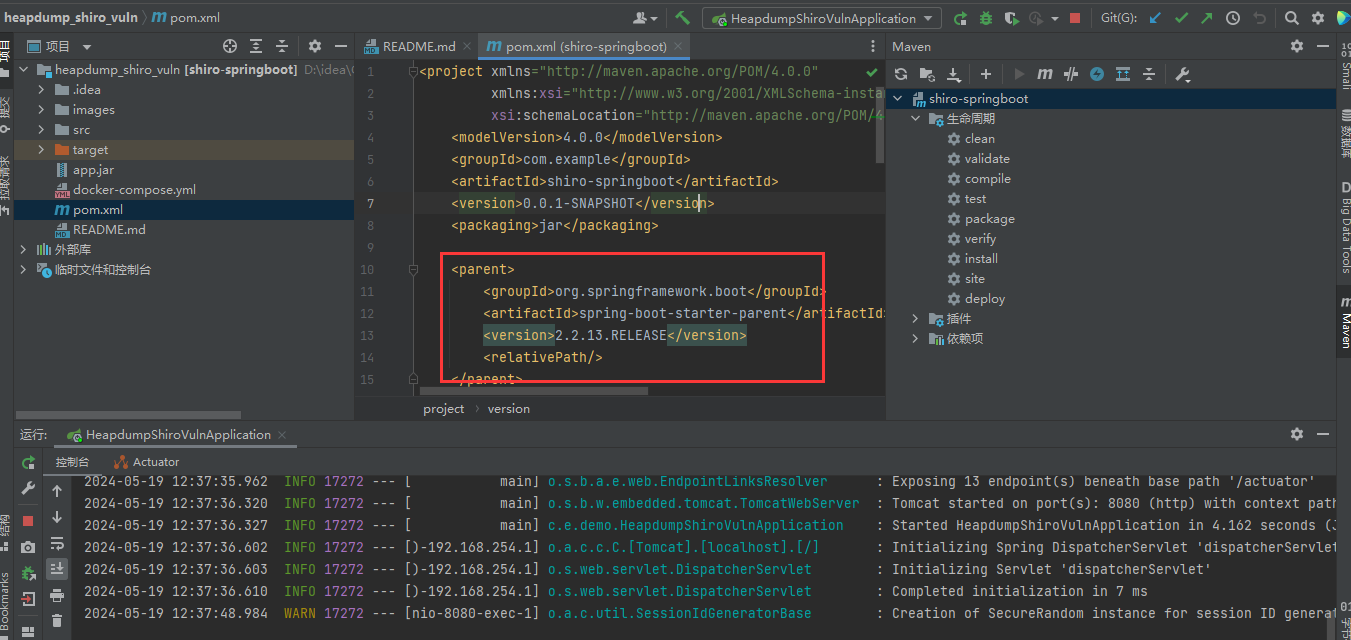 heapdump_shiro_vuln pom.xml HeapdumpShiroVulnApplication Git(G):
项目
README.md
pom.xml (shiro-springboot)
Maven
heapdump_shiro_vuln [shiro-springboot] D:\idea\
.idea
images
src
target
app.jar
docker-compose.yml
pom.xml
README.md
外部库
临时文件和控制台
1 <project xmlns="http://maven.apache.org/POM/4.0.0"
2 xmlns:xsi="http://www.w3.org/2001/XMLSchema-insta
3 xsi:schemaLocation="http://maven.apache.org/POM/4
4 <modelVersion>4.0.0</modelVersion>
5 <groupId>com.example</groupId>
6 <artifactId>shiro-springboot</artifactId>
7 <version>0.0.1-SNAPSHOT</version>
8 <packaging>jar</packaging>
9
10 <parent>
11 <groupId>org.springframework.boot</groupId>
12 <artifactId>spring-boot-starter-parent</artifactId>
13 <version>2.2.13.RELEASE</version>
14 <relativePath/>
15 </parent>
project version
shiro-springboot
生命周期
clean
validate
compile
test
package
verify
install
site
deploy
插件
依赖项
项目
提交
拉取请求
结构
Bookmarks
数据库
Big Data Tools
Maven
运行: HeapdumpShiroVulnApplication
控制台 Actuator
2024-05-19 12:37:35.962 INFO 17272 --- [ main] o.s.b.a.e.web.EndpointLinksResolver : Exposing 13 endpoint(s) beneath base path '/actuator'
2024-05-19 12:37:36.320 INFO 17272 --- [ main] o.s.b.w.embedded.tomcat.TomcatWebServer : Tomcat started on port(s): 8080 (http) with context path
2024-05-19 12:37:36.327 INFO 17272 --- [ main] c.e.demo.HeapdumpShiroVulnApplication : Started HeapdumpShiroVulnApplication in 4.162 seconds (J
2024-05-19 12:37:36.602 INFO 17272 --- [)-192.168.254.1] o.a.c.c.C.[Tomcat].[localhost].[/] : Initializing Spring DispatcherServlet 'dispatcherServlet
2024-05-19 12:37:36.603 INFO 17272 --- [)-192.168.254.1] o.s.web.servlet.DispatcherServlet : Initializing Servlet 'dispatcherServlet'
2024-05-19 12:37:36.610 INFO 17272 --- [)-192.168.254.1] o.s.web.servlet.DispatcherServlet : Completed initialization in 7 ms
2024-05-19 12:37:48.984 WARN 17272 --- [nio-8080-exec-1] o.a.c.util.SessionIdGeneratorBase : Creation of SecureRandom instance for session ID genera